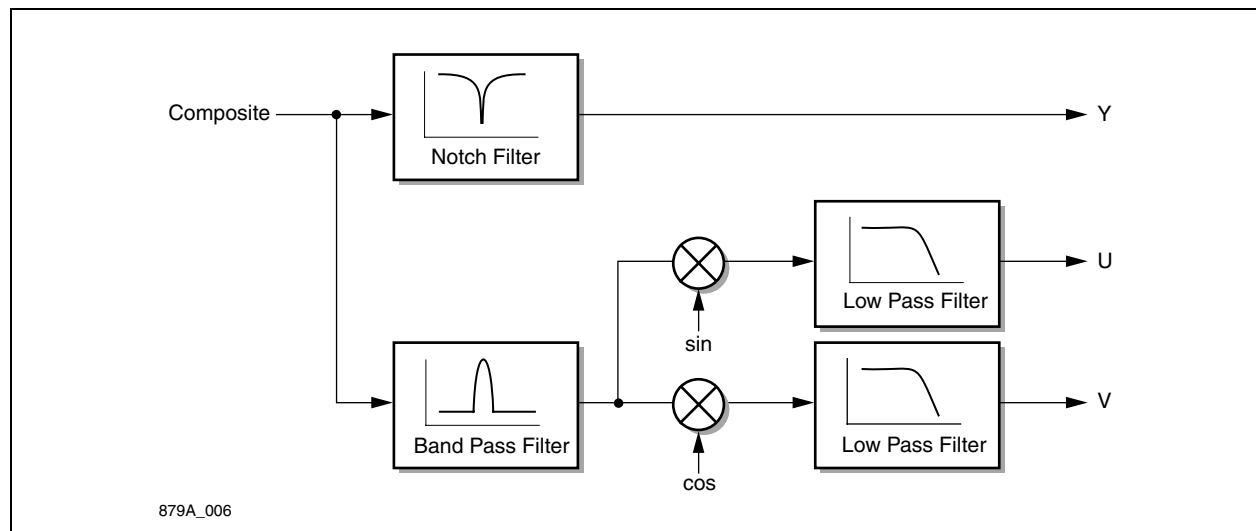 Composite
Notch Filter
Y
sin
Low Pass Filter
U
Band Pass Filter
cos
Low Pass Filter
V
879A_006